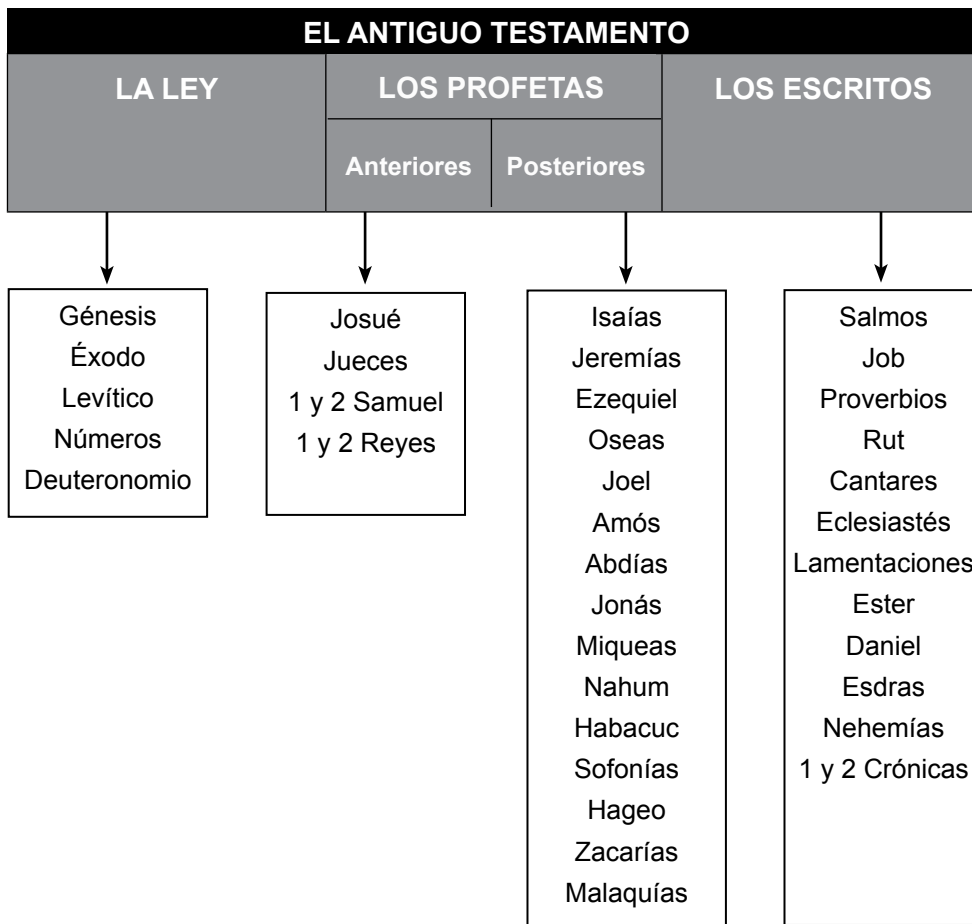 EL ANTIGUO TESTAMENTO
LA LEY
LOS PROFETAS
LOS ESCRITOS
Anteriores
Posteriores
Génesis
Éxodo
Levítico
Números
Deuteronomio
Josué
Jueces
1 y 2 Samuel
1 y 2 Reyes
Isaías
Jeremías
Ezequiel
Oseas
Joel
Amós
Abdías
Jonás
Miqueas
Nahum
Habacuc
Sofonías
Hageo
Zacarías
Malaquías
Salmos
Job
Proverbios
Rut
Cantares
Eclesiastés
Lamentaciones
Ester
Daniel
Esdras
Nehemías
1 y 2 Crónicas